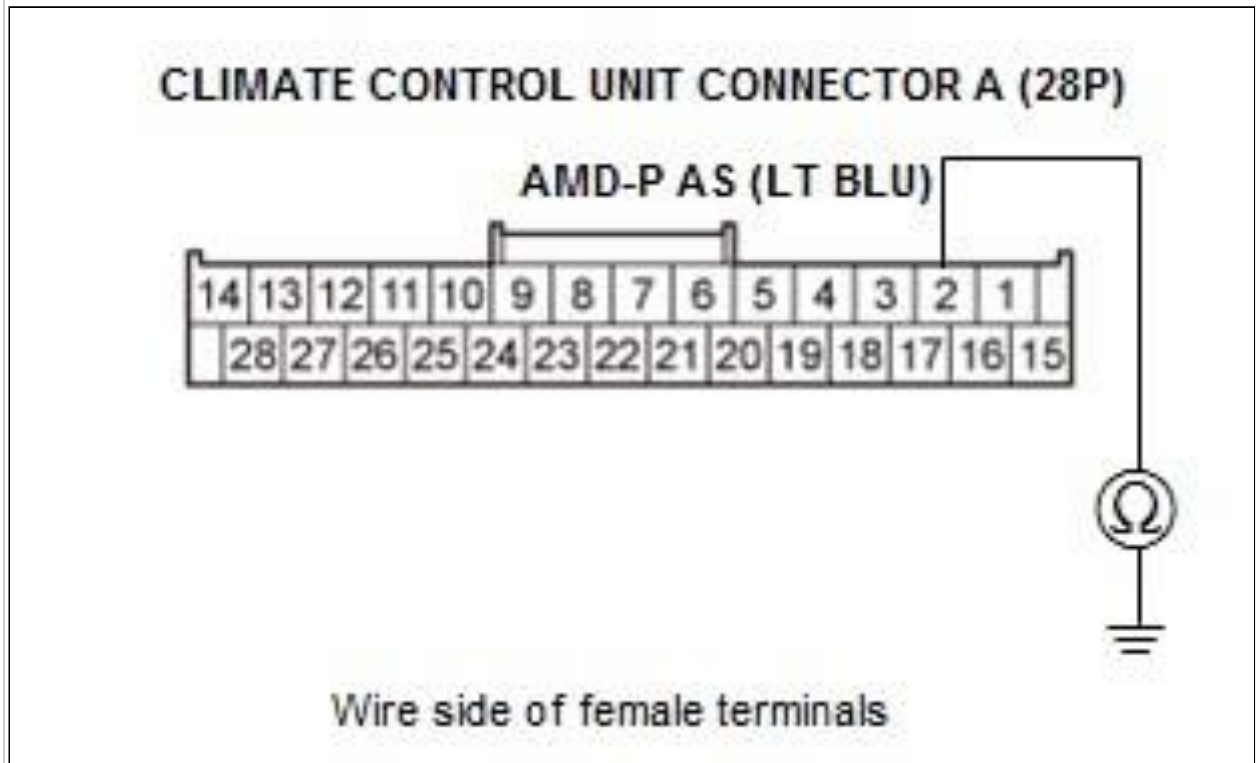 CLIMATE CONTROL UNIT CONNECTOR A (28P)
AMD-P AS (LT BLU)
14 13 12 11 10 9 8 7 6 5 4 3 2 1
28 27 26 25 24 23 22 21 20 19 18 17 16 15
Ω
Wire side of female terminals